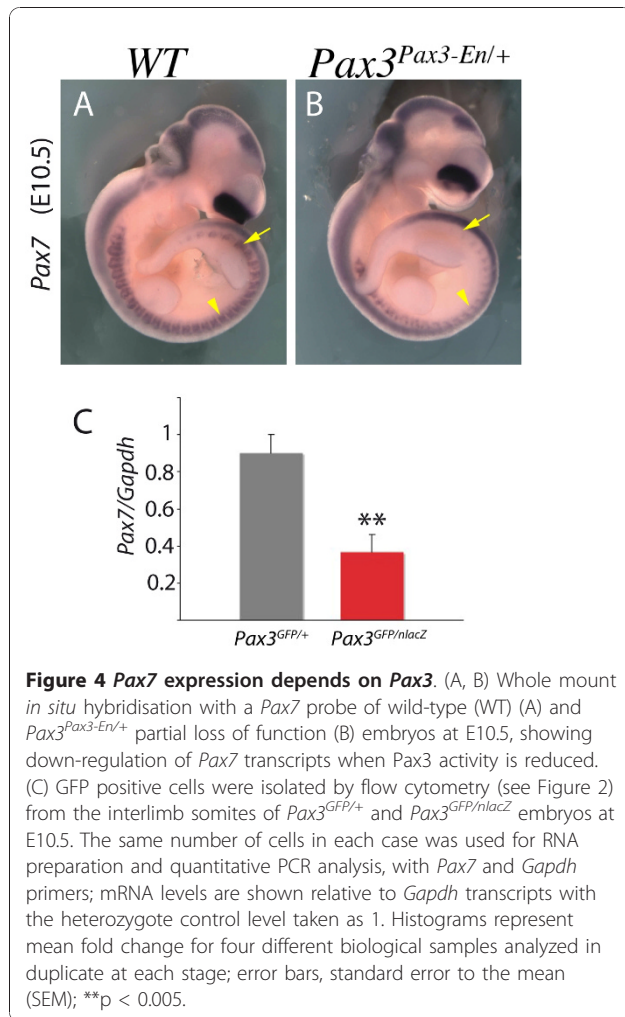 WT Pax3Pax3-En/+
A B
Pax7 (E10.5)
C
Pax7/Gapdh
1
0.8
0.6
0.4
0.2
**
Pax3GFP/+ Pax3GFP/nlacZ
Figure 4 Pax7 expression depends on Pax3. (A, B) Whole mount
in situ hybridisation with a Pax7 probe of wild-type (WT) (A) and
Pax3Pax3-En/+ partial loss of function (B) embryos at E10.5, showing
down-regulation of Pax7 transcripts when Pax3 activity is reduced.
(C) GFP positive cells were isolated by flow cytometry (see Figure 2)
from the interlimb somites of Pax3GFP/+ and Pax3GFP/nlacZ embryos at
E10.5. The same number of cells in each case was used for RNA
preparation and quantitative PCR analysis, with Pax7 and Gapdh
primers; mRNA levels are shown relative to Gapdh transcripts with
the heterozygote control level taken as 1. Histograms represent
mean fold change for four different biological samples analyzed in
duplicate at each stage; error bars, standard error to the mean
(SEM); **p < 0.005.